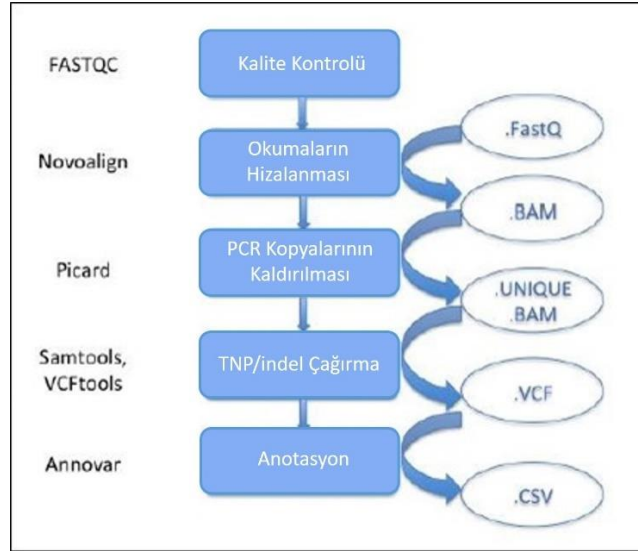 FASTQC
Kalite Kontrolü
.FastQ
Novoalign
Okumaların
Hizalanması
.BAM
Picard
PCR Kopyalarının
Kaldırılması
.UNIQUE
.BAM
Samtools,
VCFtools
TNP/indel Çağırma
.VCF
Annovar
Anotasyon
.CSV